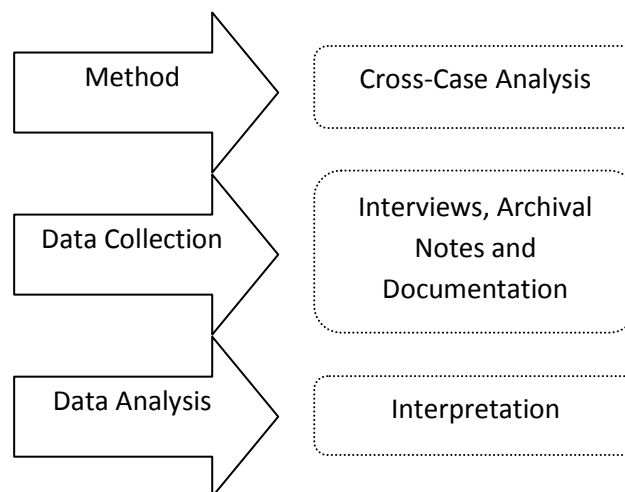 Method
Cross-Case Analysis
Data Collection
Interviews, Archival
Notes and
Documentation
Data Analysis
Interpretation